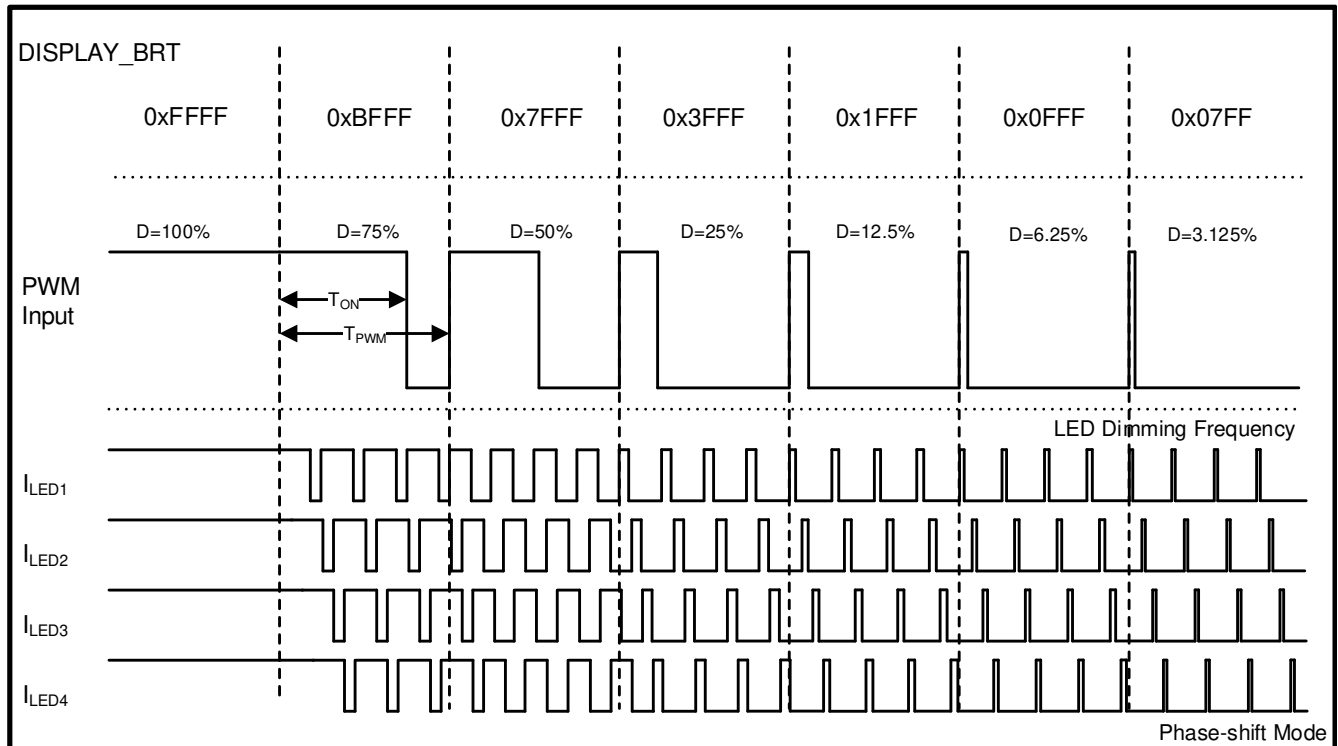 DISPLAY_BRT
0xFFFF 0xBFFF 0x7FFF 0x3FFF 0x1FFF 0x0FFF 0x07FF
D=100% D=75% D=50% D=25% D=12.5% D=6.25% D=3.125%
PWM
Input
TON
TPWM
LED Dimming Frequency
ILED1
ILED2
ILED3
ILED4
Phase-shift Mode